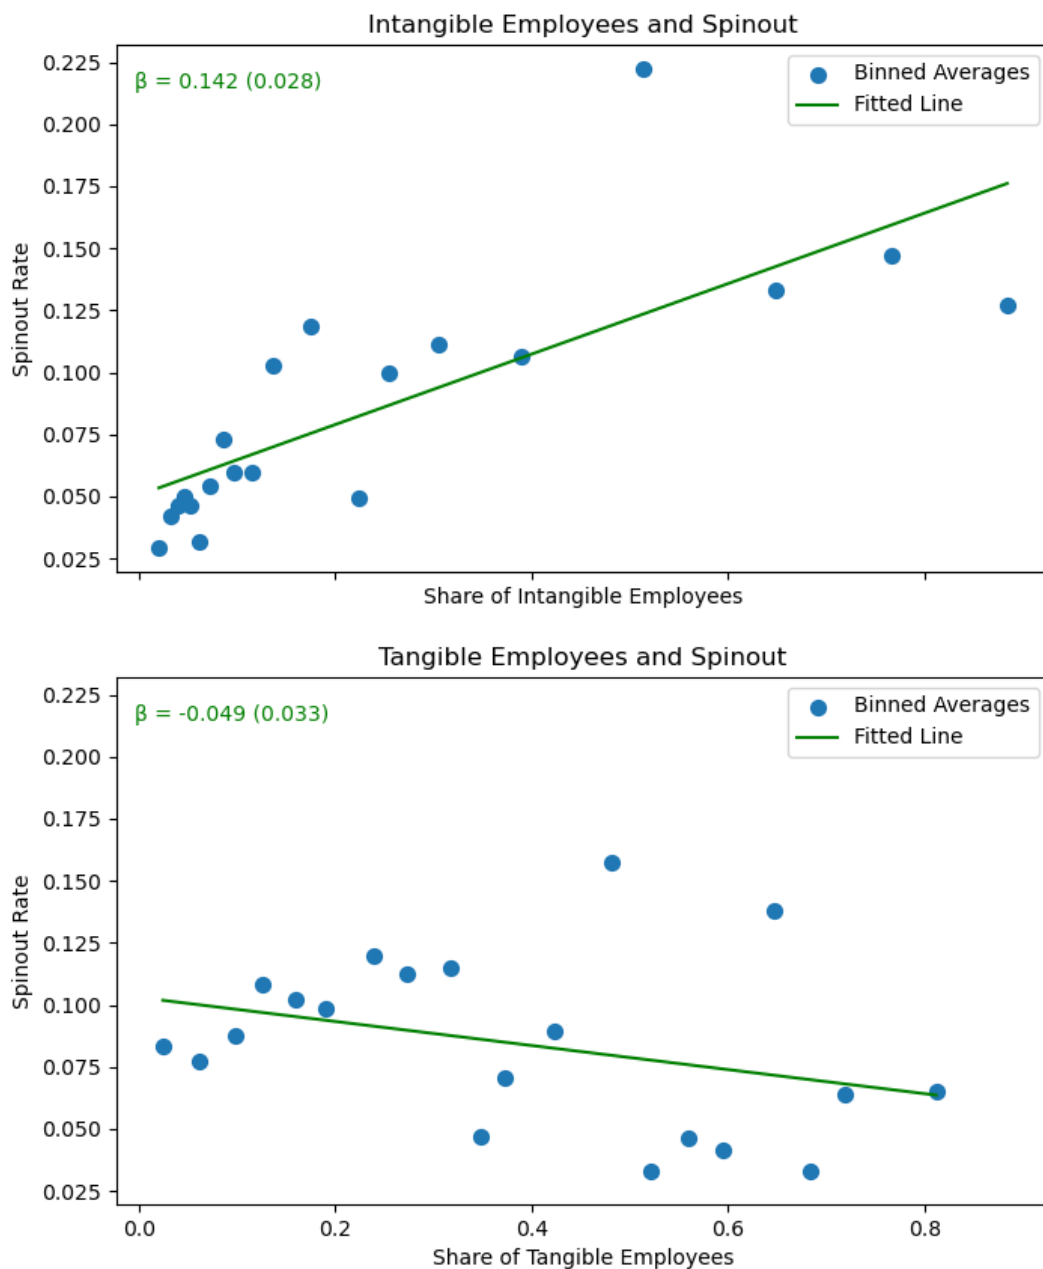 Intangible Employees and Spinout
β = 0.142 (0.028)
Binned Averages
Fitted Line
0.225
0.200
0.175
0.150
0.125
0.100
0.075
0.050
0.025
Spinout Rate
Share of Intangible Employees
Tangible Employees and Spinout
β = -0.049 (0.033)
Binned Averages
Fitted Line
0.225
0.200
0.175
0.150
0.125
0.100
0.075
0.050
0.025
Spinout Rate
0.0 0.2 0.4 0.6 0.8
Share of Tangible Employees